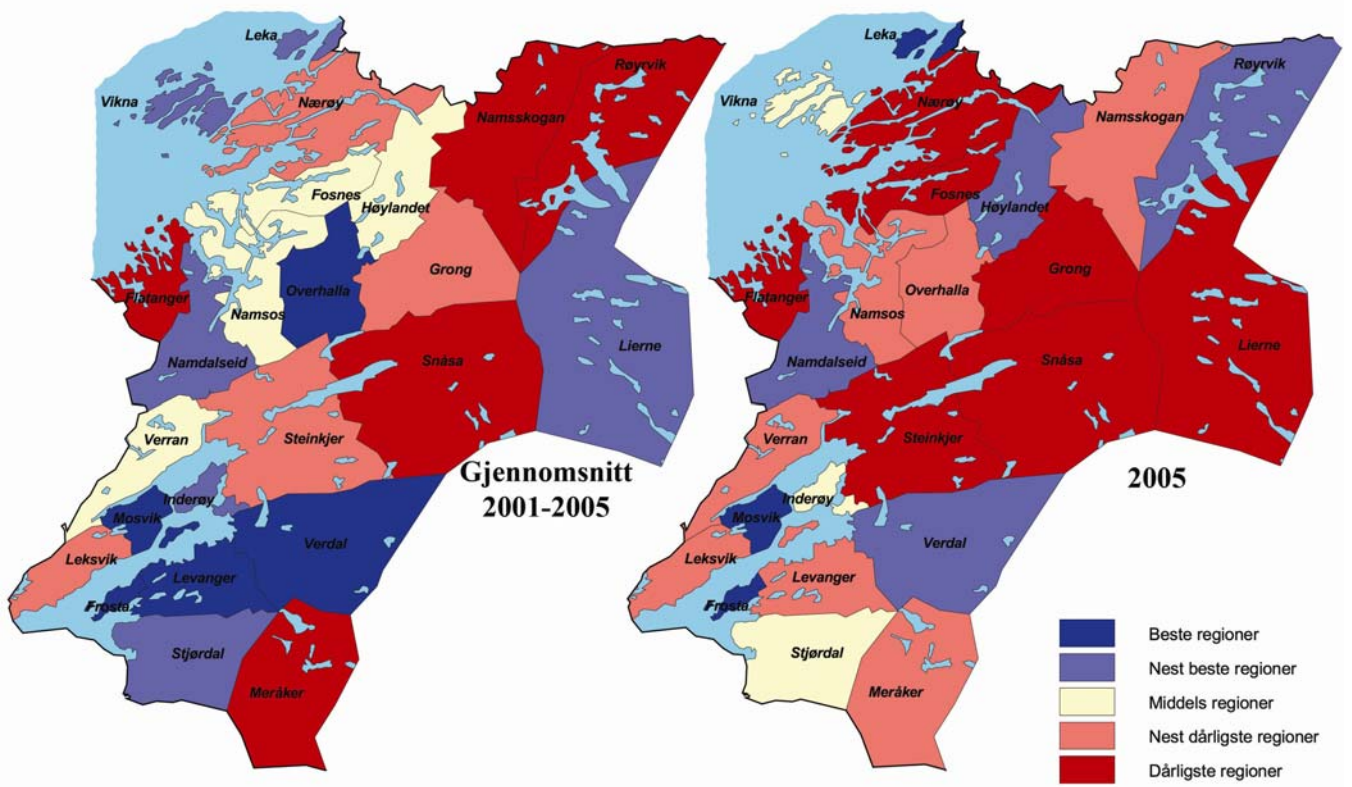 Leka
Røyrvik
Vikna
Nærøy
Namsskogan
Fosnes
Høylandet
Grong
Flatanger
Overhalla
Namsos
Lierne
Namdalseid
Snåsa
Verran
Steinkjer
Gjennomsnitt
2001-2005
Inderøy
Mosvik
Verdal
Leksvik
Levanger
Frosta
Stjørdal
Meråker
Leka
Røyrvik
Vikna
Nærøy
Namsskogan
Fosnes
Høylandet
Grong
Flatanger
Overhalla
Namsos
Lierne
Namdalseid
Snåsa
Verran
Steinkjer
2005
Inderøy
Mosvik
Verdal
Leksvik
Levanger
Frosta
Stjørdal
Meråker
Beste regioner
Nest beste regioner
Middels regioner
Nest dårligste regioner
Dårligste regioner